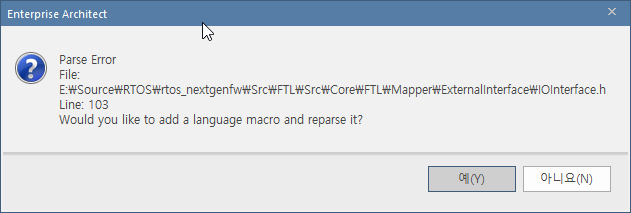 Enterprise Architect
Parse Error
File:
E:₩Source₩RTOS₩rtos_nextgenfw₩Src₩FTL₩Src₩Core₩FTL₩Mapper₩ExternalInterface₩IOInterface.h
Line: 103
Would you like to add a language macro and reparse it?
예(Y)
아니요(N)